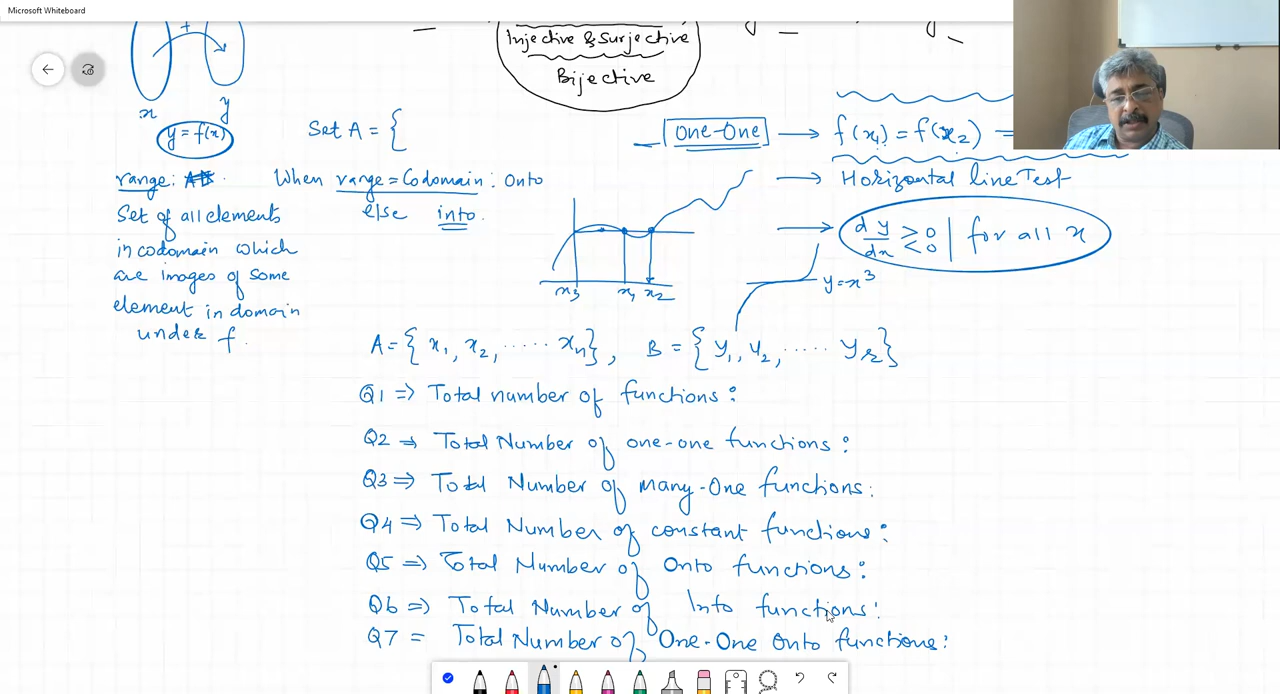 Microsoft Whiteboard
Injective & Surjective
Bijective
f
x
y
y = f(x)
Set A = {
One-One → f(x₁) = f(x₂) =
range: When range = Codomain : Onto
else into.
→ Horizontal line Test
Set of all elements
in codomain which
are images of some
element in domain
under f.
→ dy/dx ≥ 0 ≤ 0 | for all x
x₃ x₁ x₂
y = x³
A = { x₁, x₂, ...... xₙ}, B = { y₁, y₂, ..... yᵣ}
Q1 ⇒ Total number of functions :
Q2 ⇒ Total Number of one-one functions :
Q3 ⇒ Total Number of Many-One functions :
Q4 ⇒ Total Number of constant functions :
Q5 ⇒ Total Number of Onto functions :
Q6 ⇒ Total Number of Into functions :
Q7 = Total Number of One-One Onto functions :